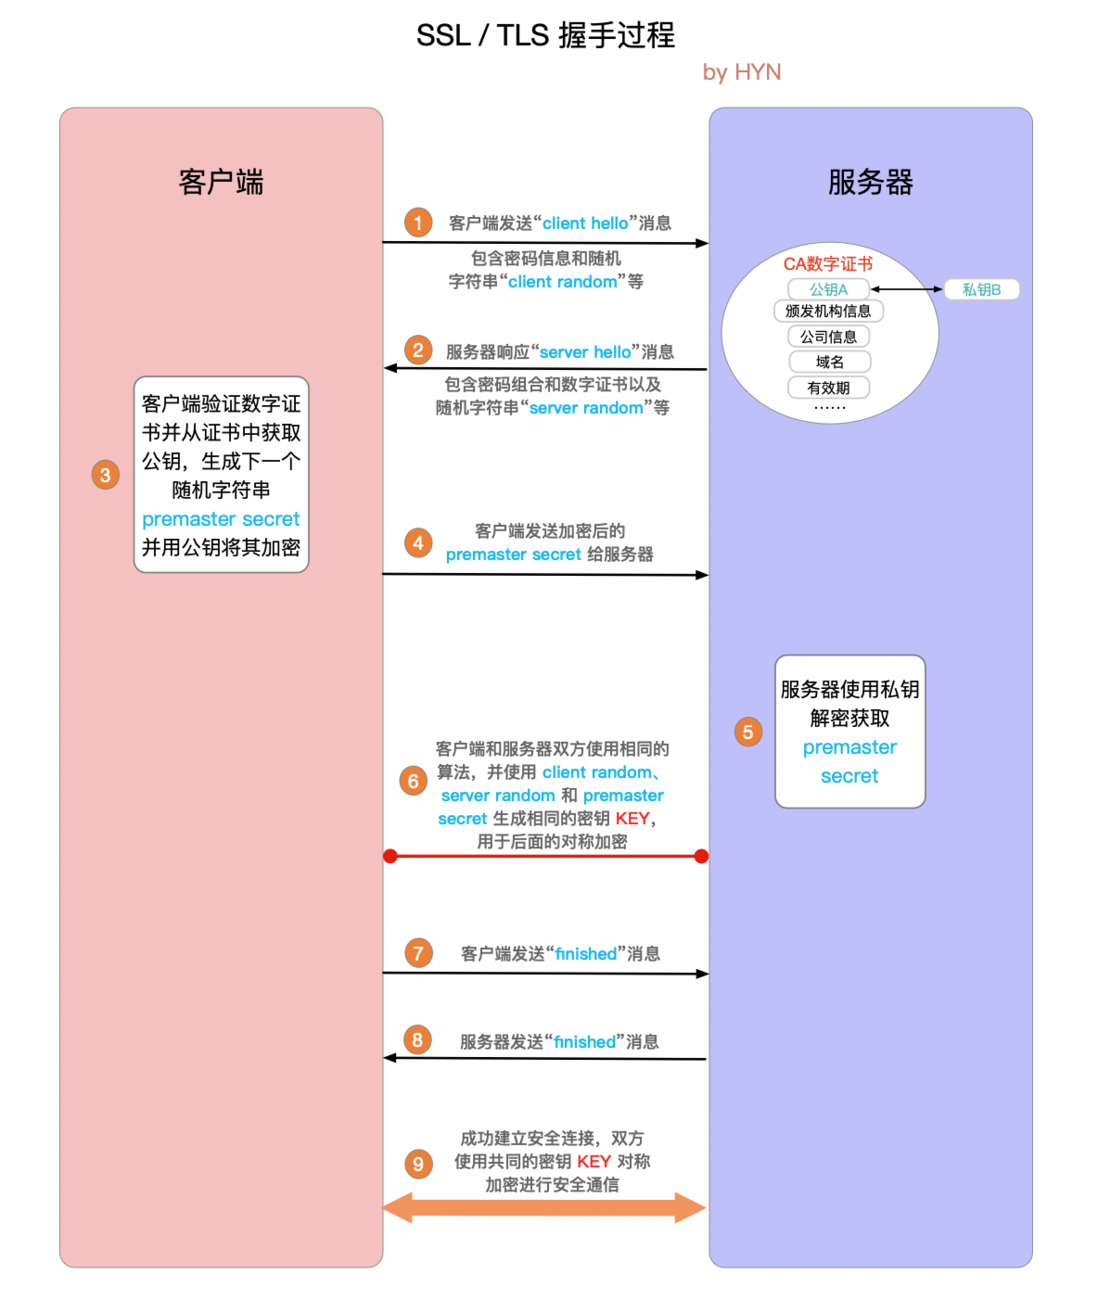 SSL / TLS 握手过程
by HYN
客户端
服务器
1
客户端发送“client hello”消息
包含密码信息和随机
字符串“client random”等
CA数字证书
公钥A
私钥B
颁发机构信息
公司信息
域名
有效期
……
2
服务器响应“server hello”消息
包含密码组合和数字证书以及
随机字符串“server random”等
3
客户端验证数字证
书并从证书中获取
公钥，生成下一个
随机字符串
premaster secret
并用公钥将其加密
4
客户端发送加密后的
premaster secret 给服务器
5
服务器使用私钥
解密获取
premaster
secret
6
客户端和服务器双方使用相同的
算法，并使用 client random、
server random 和 premaster
secret 生成相同的密钥 KEY，
用于后面的对称加密
7
客户端发送“finished”消息
8
服务器发送“finished”消息
9
成功建立安全连接，双方
使用共同的密钥 KEY 对称
加密进行安全通信